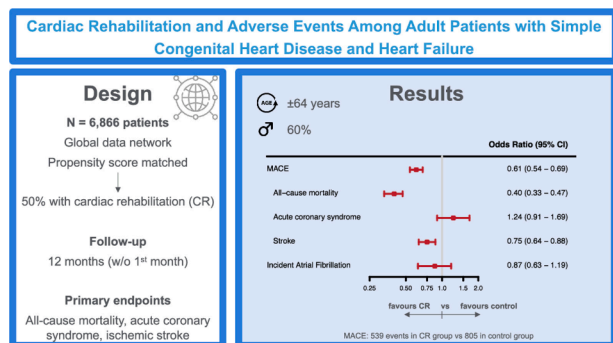 Cardiac Rehabilitation and Adverse Events Among Adult Patients with Simple
Congenital Heart Disease and Heart Failure
Design
N = 6,866 patients
Global data network
Propensity score matched
50% with cardiac rehabilitation (CR)
Follow-up
12 months (w/o 1st month)
Primary endpoints
All-cause mortality, acute coronary
syndrome, ischemic stroke
Results
AGE
±64 years
60%
Odds Ratio (95% CI)
MACE 0.61 (0.54 – 0.69)
All-cause mortality 0.40 (0.33 – 0.47)
Acute coronary syndrome 1.24 (0.91 – 1.69)
Stroke 0.75 (0.64 – 0.88)
Incident Atrial Fibrillation 0.87 (0.63 – 1.19)
0.25 0.50 0.75 1.0 1.5 2.0
favours CR vs favours control
MACE: 539 events in CR group vs 805 in control group